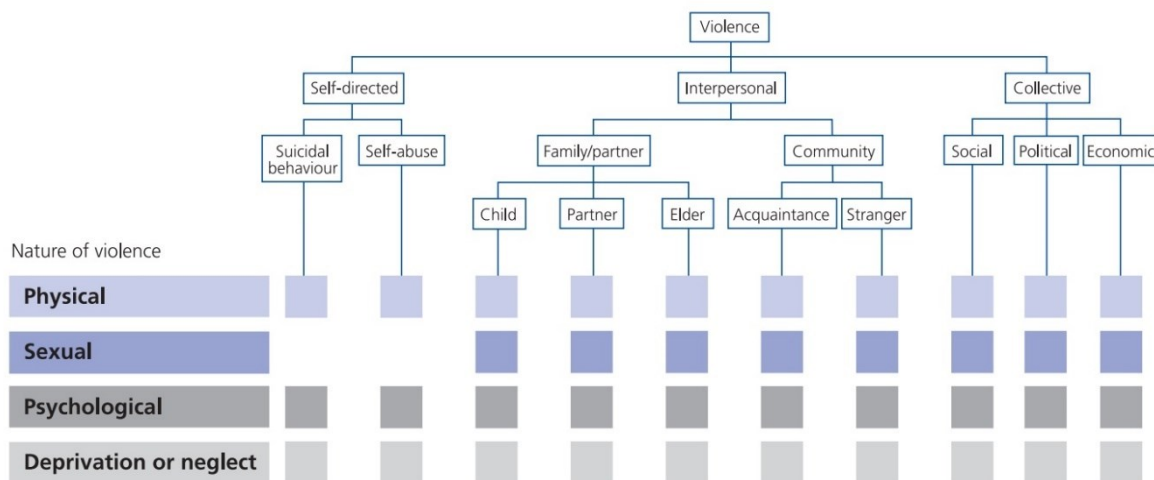 Violence
Self-directed
Interpersonal
Collective
Suicidal
behaviour
Self-abuse
Family/partner
Community
Social
Political
Economic
Child
Partner
Elder
Acquaintance
Stranger
Nature of violence
Physical
Sexual
Psychological
Deprivation or neglect